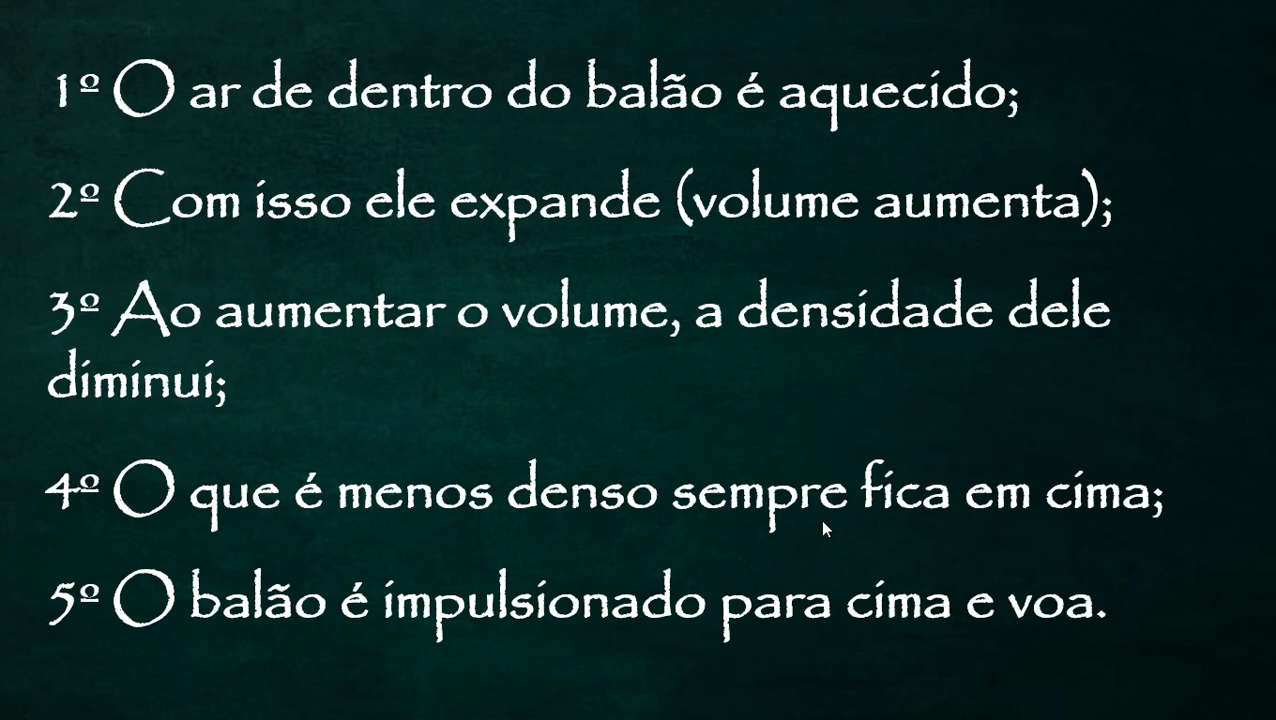 1º O ar de dentro do balão é aquecido;
2º Com isso ele expande (volume aumenta);
3º Ao aumentar o volume, a densidade dele
diminui;
4º O que é menos denso sempre fica em cima;
5º O balão é impulsionado para cima e voa.